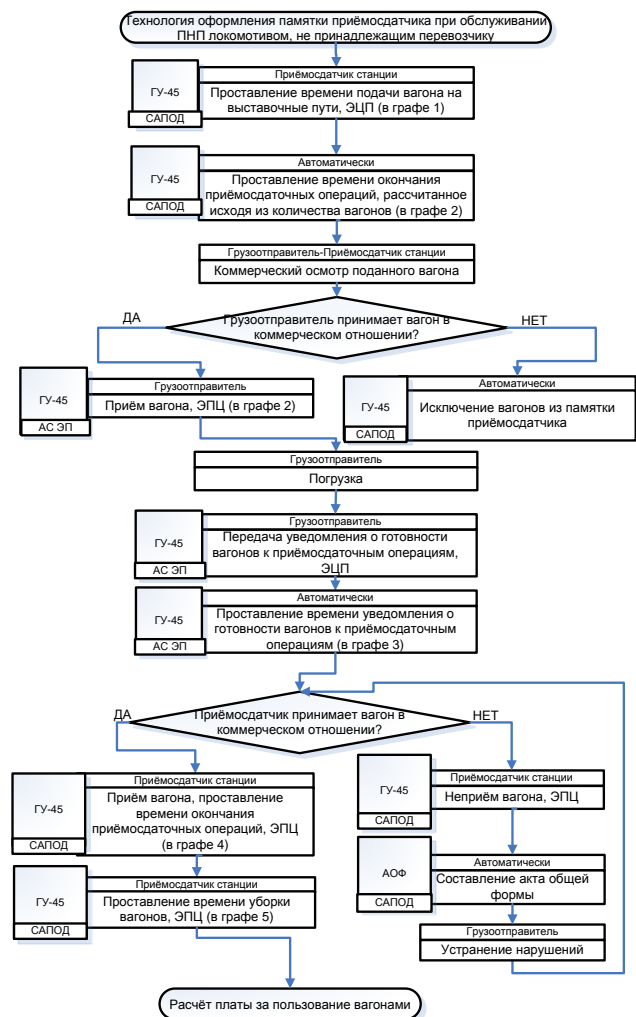 Технология оформления памятки приёмосдатчика при обслуживании
ПНП локомотивом, не принадлежащим перевозчику
Приёмосдатчик станции
ГУ-45
Проставление времени подачи вагона на
выставочные пути, ЭЦП (в графе 1)
САПОД
Автоматически
ГУ-45
Проставление времени окончания
приёмосдаточных операций, рассчитанное
исходя из количества вагонов (в графе 2)
САПОД
Грузоотправитель-Приёмосдатчик станции
Коммерческий осмотр поданного вагона
ДА
Грузоотправитель принимает вагон в
коммерческом отношении?
НЕТ
Грузоотправитель
ГУ-45
Приём вагона, ЭПЦ (в графе 2)
АС ЭП
Автоматически
ГУ-45
Исключение вагонов из памятки
приёмосдатчика
САПОД
Грузоотправитель
Погрузка
Грузоотправитель
ГУ-45
Передача уведомления о готовности
вагонов к приёмосдаточным операциям,
ЭЦП
АС ЭП
Автоматически
ГУ-45
Проставление времени уведомления о
готовности вагонов к приёмосдаточным
операциям (в графе 3)
АС ЭП
ДА
Приёмосдатчик принимает вагон в
коммерческом отношении?
НЕТ
Приёмосдатчик станции
ГУ-45
Приём вагона, проставление
времени окончания
приёмосдаточных операций, ЭПЦ
(в графе 4)
САПОД
Приёмосдатчик станции
ГУ-45
Неприём вагона, ЭПЦ
САПОД
Автоматически
АОФ
Составление акта общей
формы
САПОД
Приёмосдатчик станции
ГУ-45
Проставление времени уборки
вагонов, ЭПЦ (в графе 5)
САПОД
Грузоотправитель
Устранение нарушений
Расчёт платы за пользование вагонами